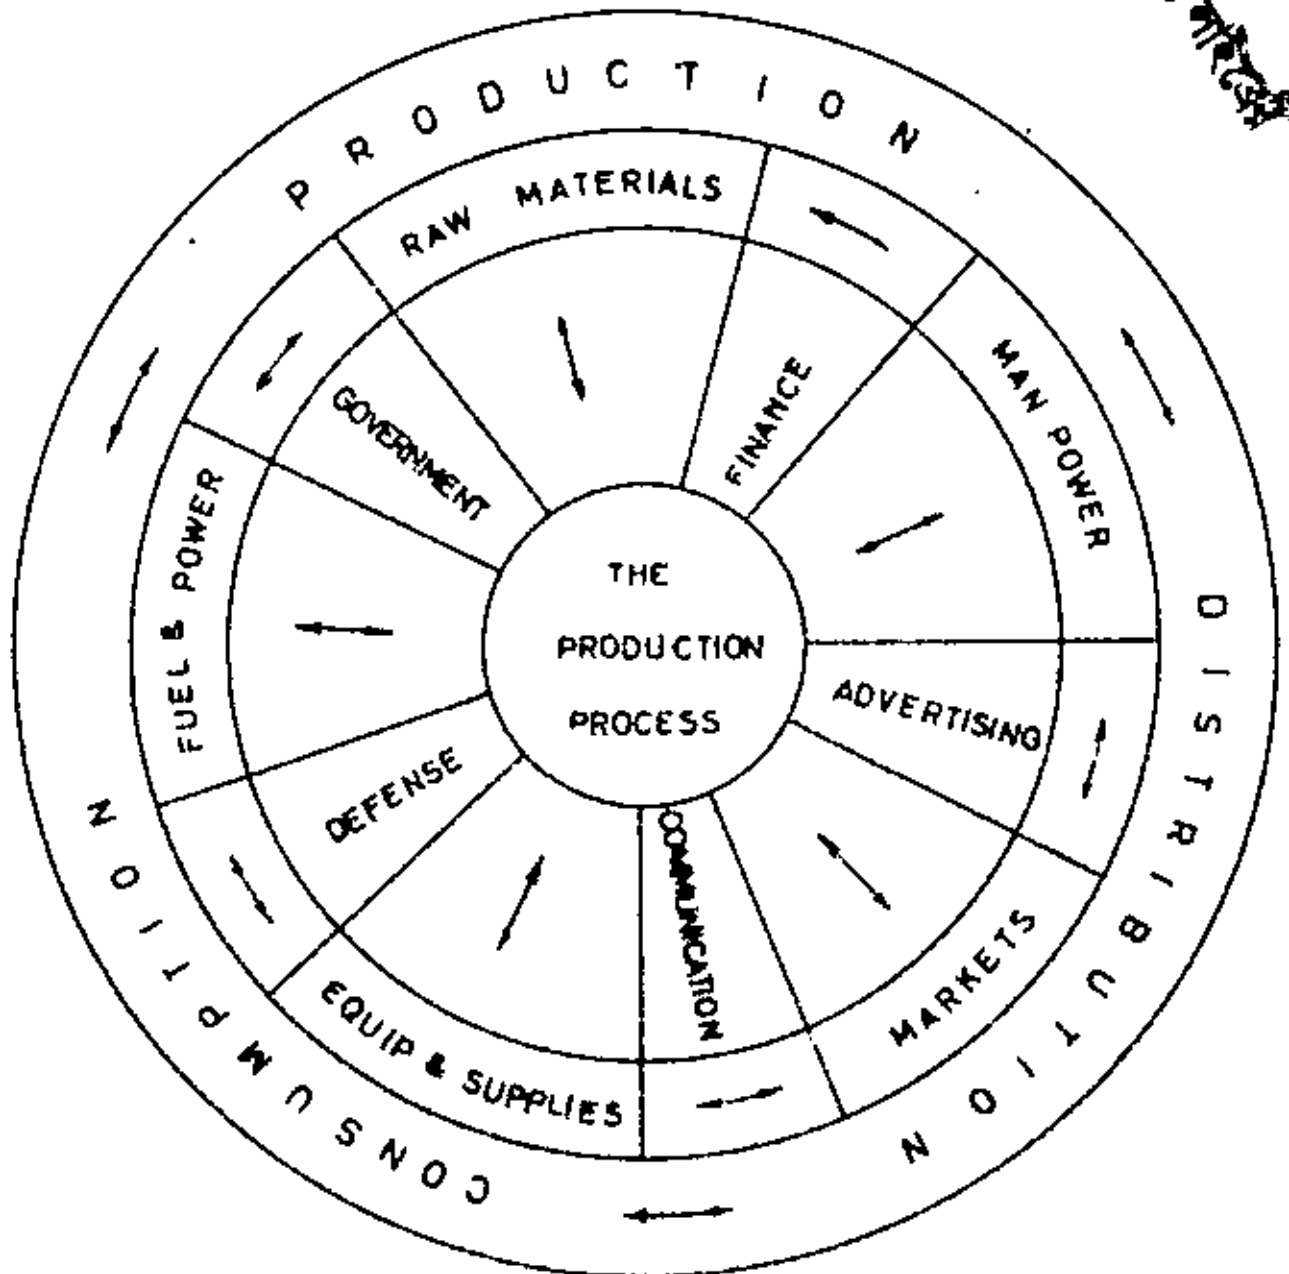 PRODUCTION
RAW MATERIALS
FINANCE
MAN POWER
GOVERNMENT
FUEL & POWER
THE
PRODUCTION
PROCESS
ADVERTISING
DEFENSE
COMMUNICATION
MARKETS
EQUIP & SUPPLIES
DISTRIBUTION
CONSUMPTION